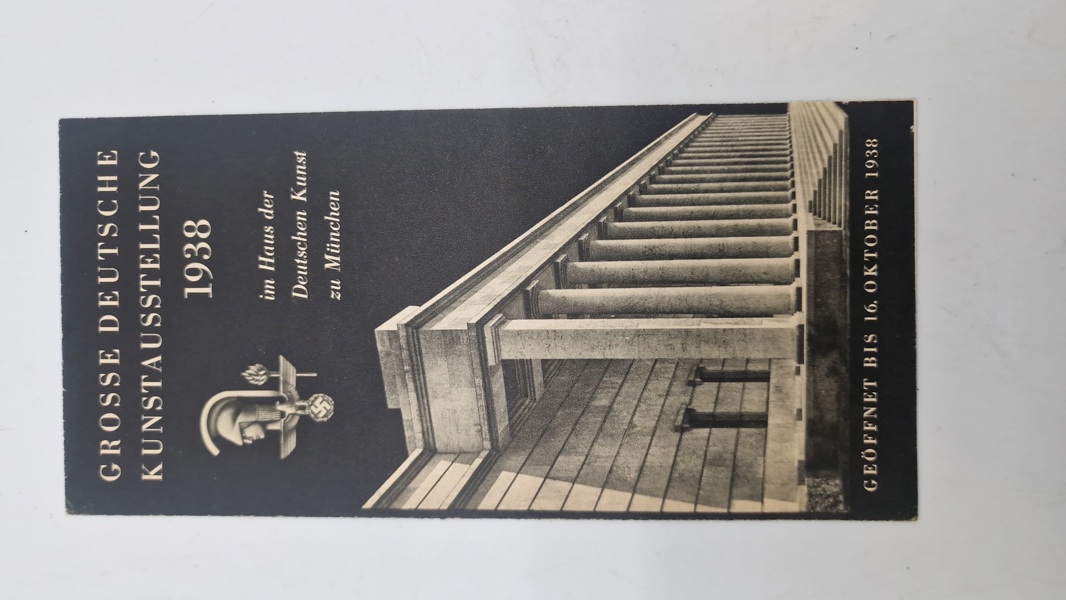 GROSSE DEUTSCHE
KUNSTAUSSTELLUNG
1938
im Haus der
Deutschen Kunst
zu München
GEÖFFNET BIS 16. OKTOBER 1938